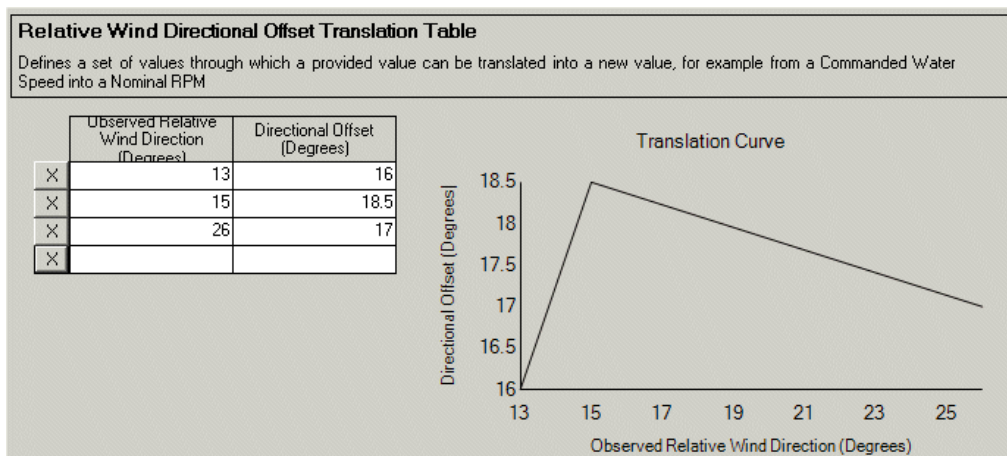 Relative Wind Directional Offset Translation Table
Defines a set of values through which a provided value can be translated into a new value, for example from a Commanded Water
Speed into a Nominal RPM
Observed Relative
Wind Direction
(Degrees)
Directional Offset
(Degrees)
X 13 16
X 15 18.5
X 26 17
X
Translation Curve
Directional Offset (Degrees)
18.5
18
17.5
17
16.5
16
13 15 17 19 21 23 25
Observed Relative Wind Direction (Degrees)